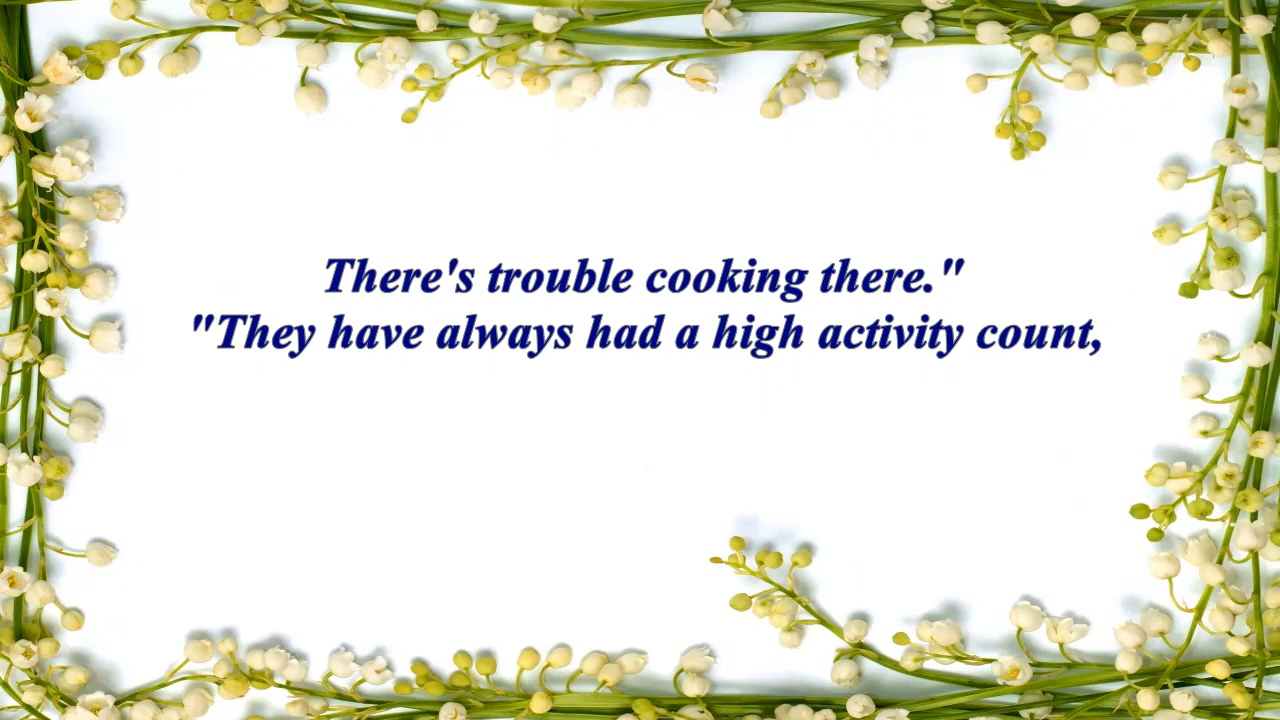 There's trouble cooking there."
"They have always had a high activity count,